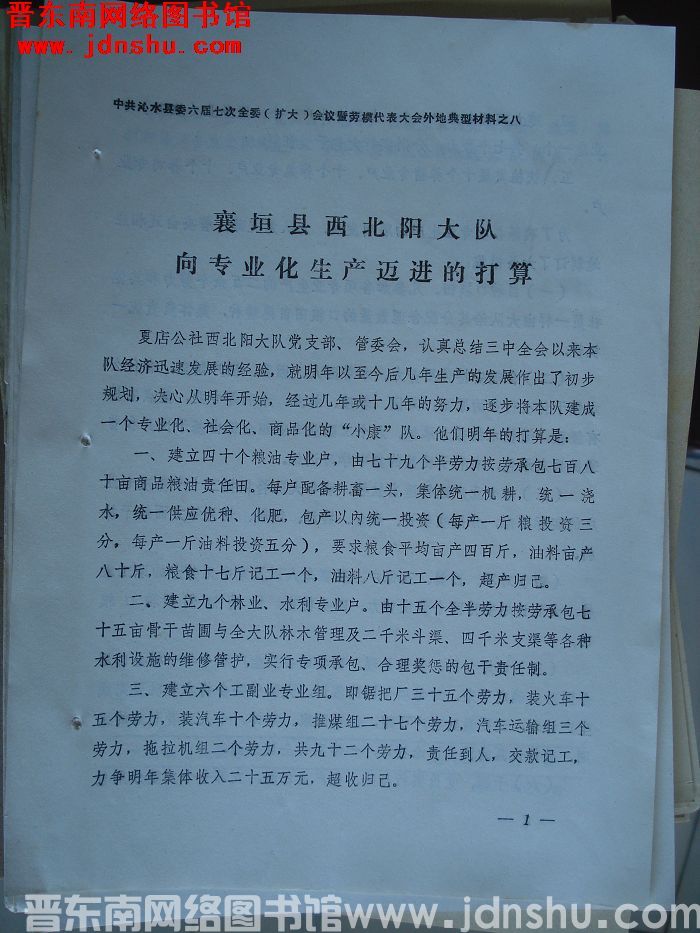 晋东南网络图书馆
www.jdnshu.com
中共沁水县委六届七次全委（扩大）会议暨劳模代表大会外地典型材料之八
襄垣县西北阳大队
向专业化生产迈进的打算
夏店公社西北阳大队党支部、管委会，认真总结三中全会以来本
队经济迅速发展的经验，就明年以至今后几年生产的发展作出了初步
规划，决心从明年开始，经过几年或十几年的努力，逐步将本队建成
一个专业化、社会化、商品化的“小康”队。他们明年的打算是：
一、建立四十个粮油专业户，由七十九个半劳力按劳承包七百八
十亩商品粮油责任田。每户配备耕畜一头，集体统一机耕，统一浇
水，统一供应优种、化肥，包产以内统一投资（每产一斤粮投资三
分，每产一斤油料投资五分），要求粮食平均亩产四百斤，油料亩产
八十斤，粮食十七斤记工一个，油料八斤记工一个，超产归己。
二、建立九个林业、水利专业户。由十五个全半劳力按劳承包七
十五亩骨干苗圃与全大队林木管理及二千米斗渠、四千米支渠等各种
水利设施的维修管护，实行专项承包、合理奖惩的包干责任制。
三、建立六个工副业专业组。即锯把厂三十五个劳力，装火车十
五个劳力，装汽车十个劳力，推煤组二十七个劳力，汽车运输组三个
劳力，拖拉机组二个劳力，共九十二个劳力，责任到人，交款记工，
力争明年集体收入二十五万元，超收归己。
— 1 —
晋东南网络图书馆 www.jdnshu.com